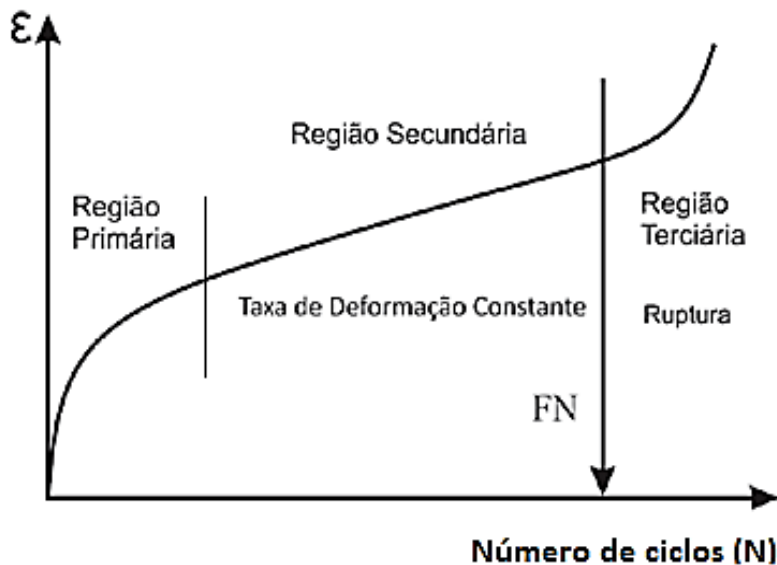 ε
Região Secundária
Região
Primária
Região
Terciária
Taxa de Deformação Constante
Ruptura
FN
Número de ciclos (N)